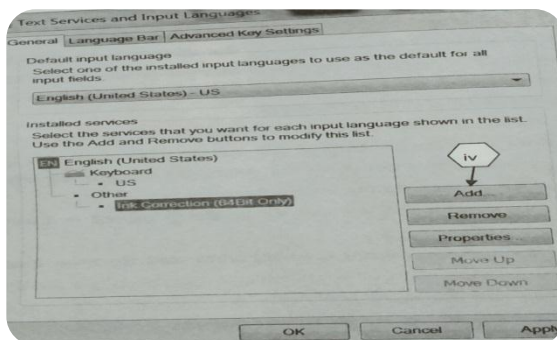 Text Services and Input Languages
General Language Bar Advanced Key Settings
Default input language
Select one of the installed input languages to use as the default for all
input fields.
English (United States) - US
Installed services
Select the services that you want for each input language shown in the list.
Use the Add and Remove buttons to modify this list.
iv
EN English (United States)
Keyboard
• US
• Other
• Ink Correction (64Bit Only)
Add...
Remove
Properties...
Move Up
Move Down
OK Cancel Apply